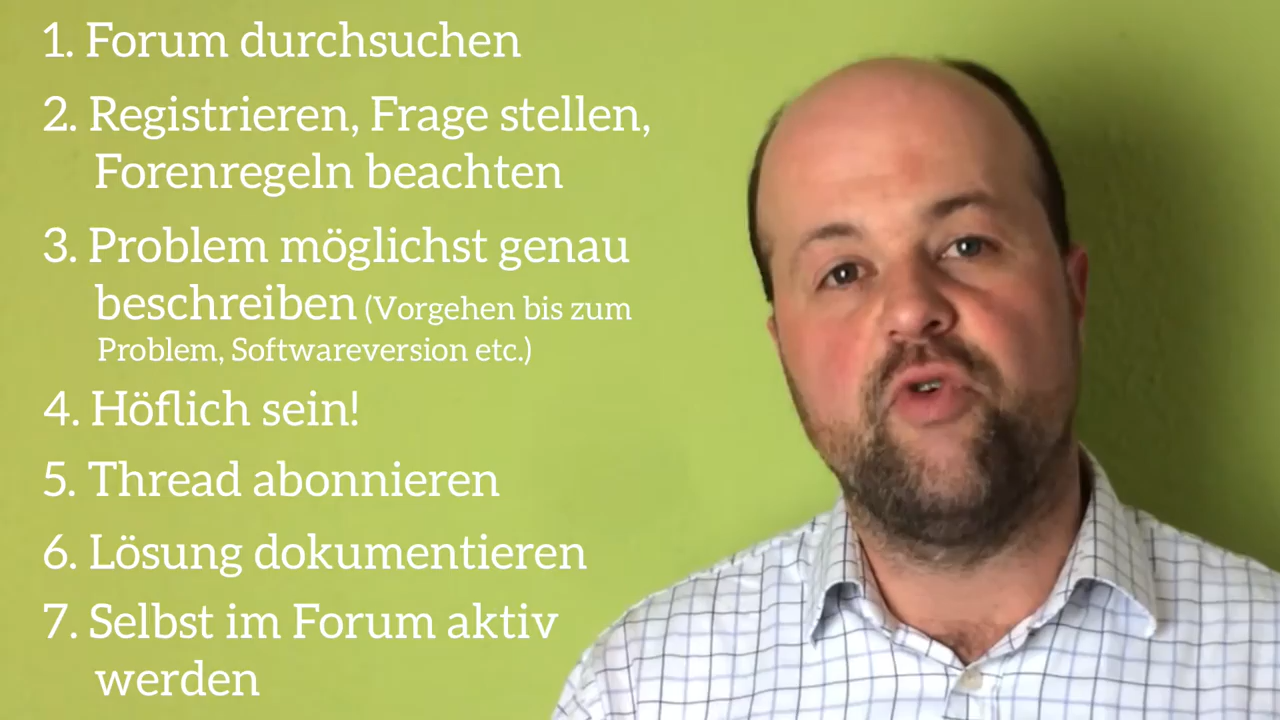 1. Forum durchsuchen
2. Registrieren, Frage stellen,
Forenregeln beachten
3. Problem möglichst genau
beschreiben (Vorgehen bis zum
Problem, Softwareversion etc.)
4. Höflich sein!
5. Thread abonnieren
6. Lösung dokumentieren
7. Selbst im Forum aktiv
werden